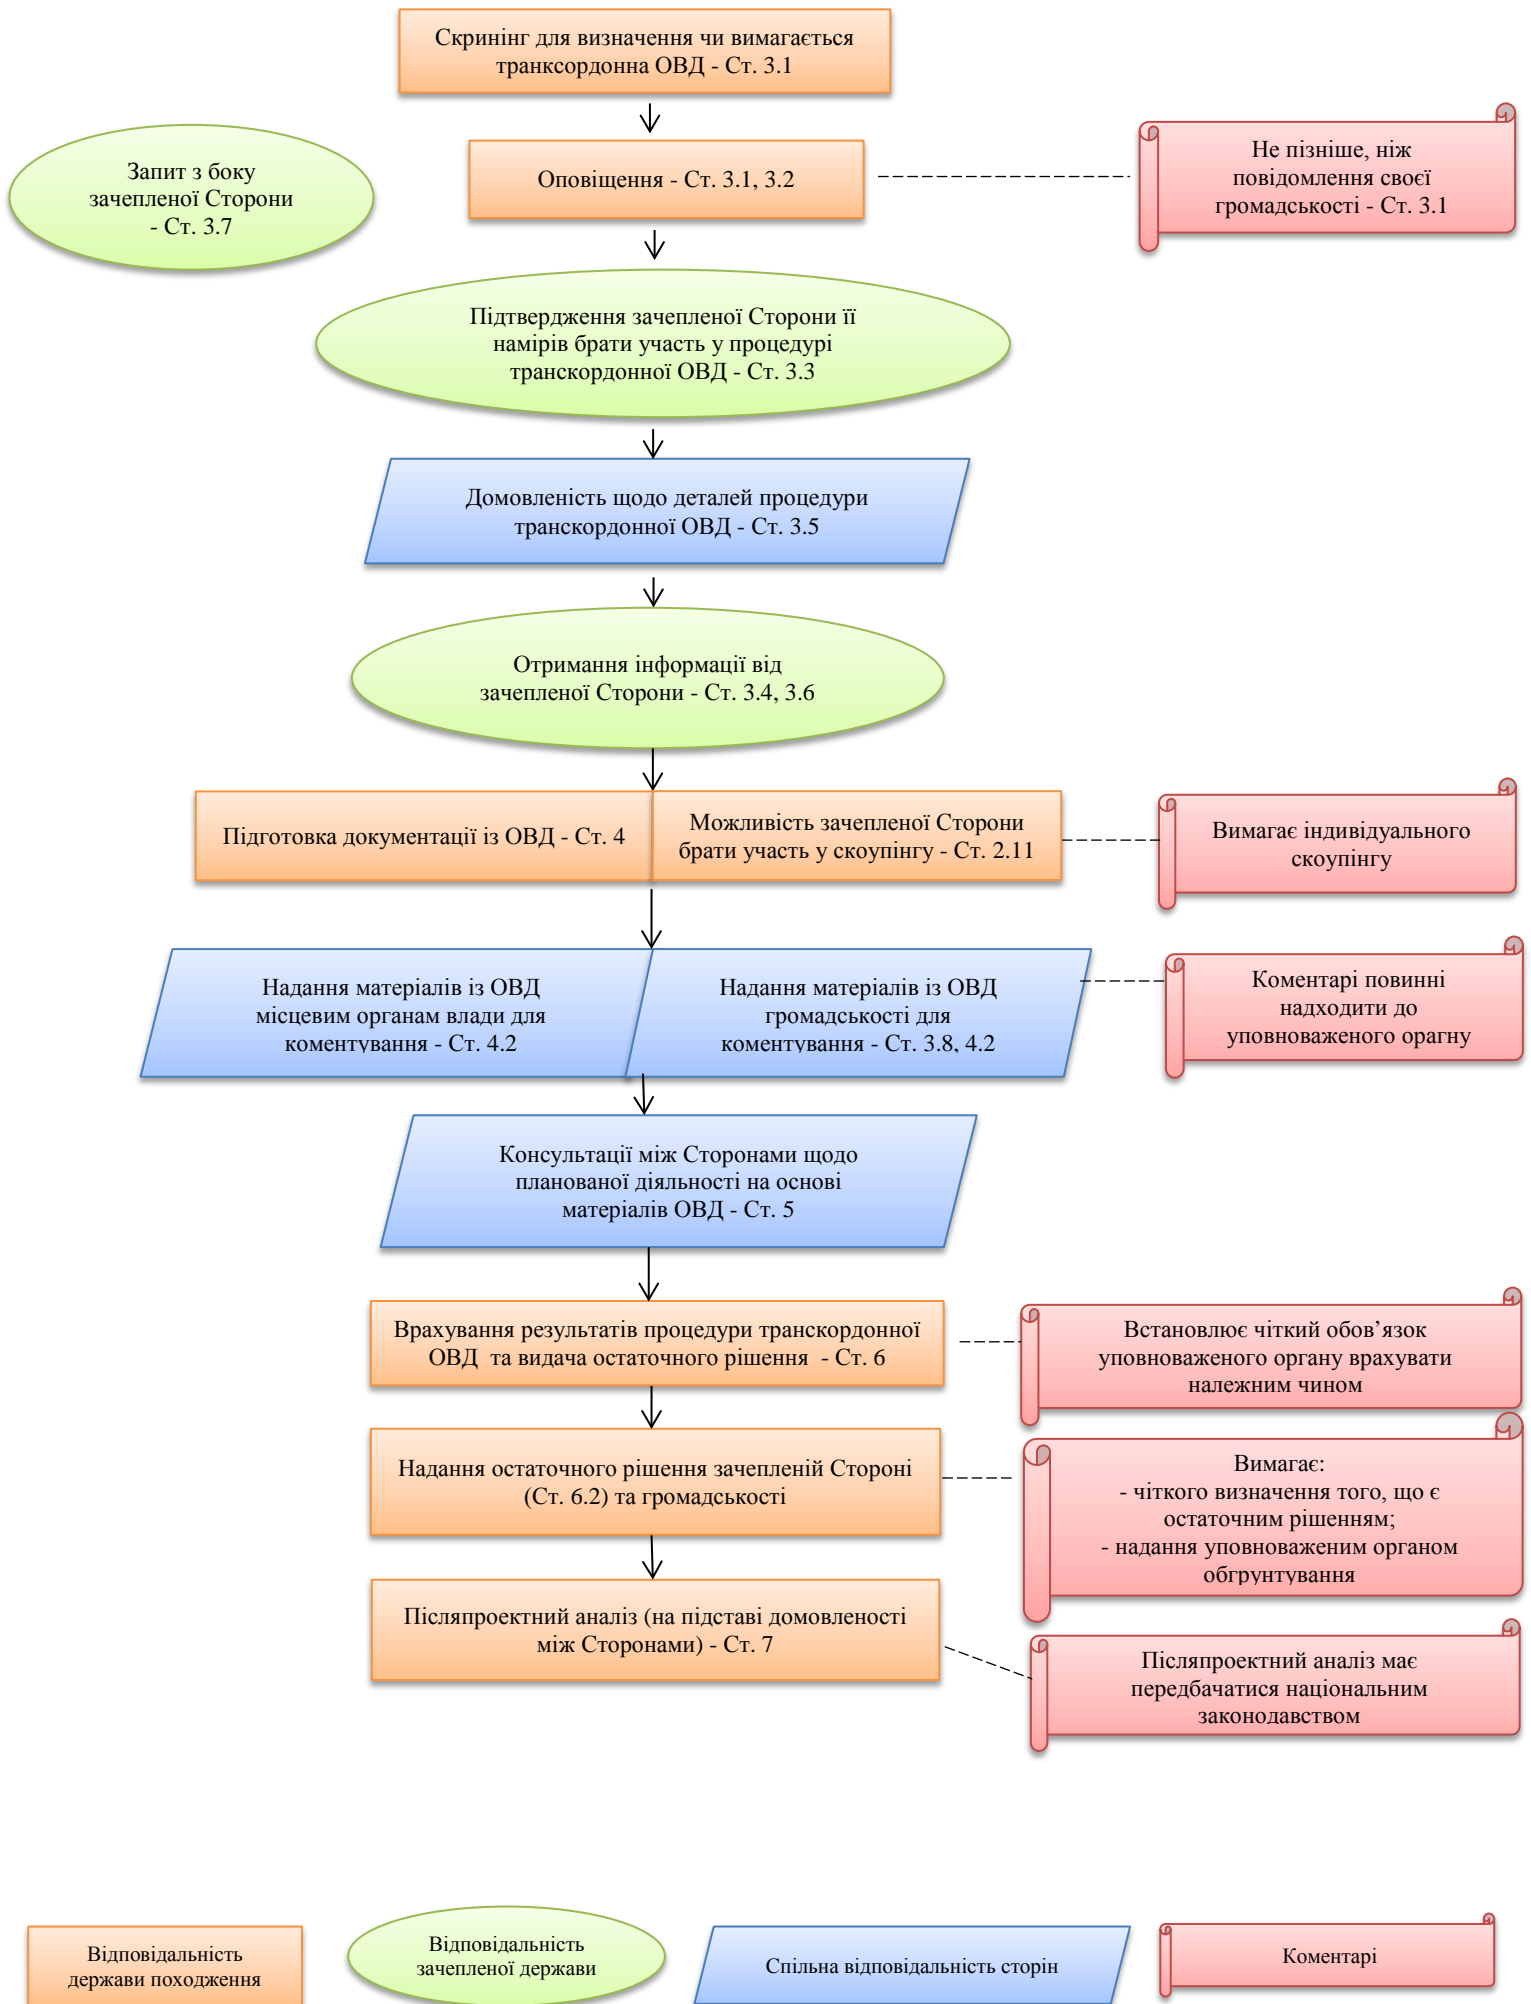 Скринінг для визначення чи вимагається
транксордонна ОВД - Ст. 3.1
Запит з боку
зачепленої Сторони
- Ст. 3.7
Оповіщення - Ст. 3.1, 3.2
Не пізніше, ніж
повідомлення своєї
громадськості - Ст. 3.1
Підтвердження зачепленої Сторони її
намірів брати участь у процедурі
транскордонної ОВД - Ст. 3.3
Домовленість щодо деталей процедури
транскордонної ОВД - Ст. 3.5
Отримання інформації від
зачепленої Сторони - Ст. 3.4, 3.6
Підготовка документації із ОВД - Ст. 4
Можливість зачепленої Сторони
брати участь у скоупінгу - Ст. 2.11
Вимагає індивідуального
скоупінгу
Надання матеріалів із ОВД
місцевим органам влади для
коментування - Ст. 4.2
Надання матеріалів із ОВД
громадськості для
коментування - Ст. 3.8, 4.2
Коментарі повинні
надходити до
уповноваженого орагну
Консультації між Сторонами щодо
планованої діяльності на основі
матеріалів ОВД - Ст. 5
Врахування результатів процедури транскордонної
ОВД  та видача остаточного рішення  - Ст. 6
Встановлює чіткий обов’язок
уповноваженого органу врахувати
належним чином
Надання остаточного рішення зачепленій Стороні
(Ст. 6.2) та громадськості
Вимагає:
- чіткого визначення того, що є
остаточним рішенням;
- надання уповноваженим органом
обгрунтування
Післяпроектний аналіз (на підставі домовленості
між Сторонами) - Ст. 7
Післяпроектний аналіз має
передбачатися національним
законодавством
Відповідальність
держави походження
Відповідальність
зачепленої держави
Спільна відповідальність сторін
Коментарі